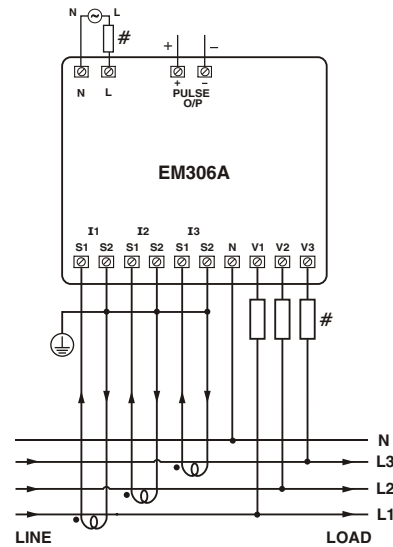 N L #
+ −
+ −
N L PULSE
O/P
EM306A
I1 I2 I3
S1 S2 S1 S2 S1 S2 N V1 V2 V3
#
N
L3
L2
L1
LINE LOAD